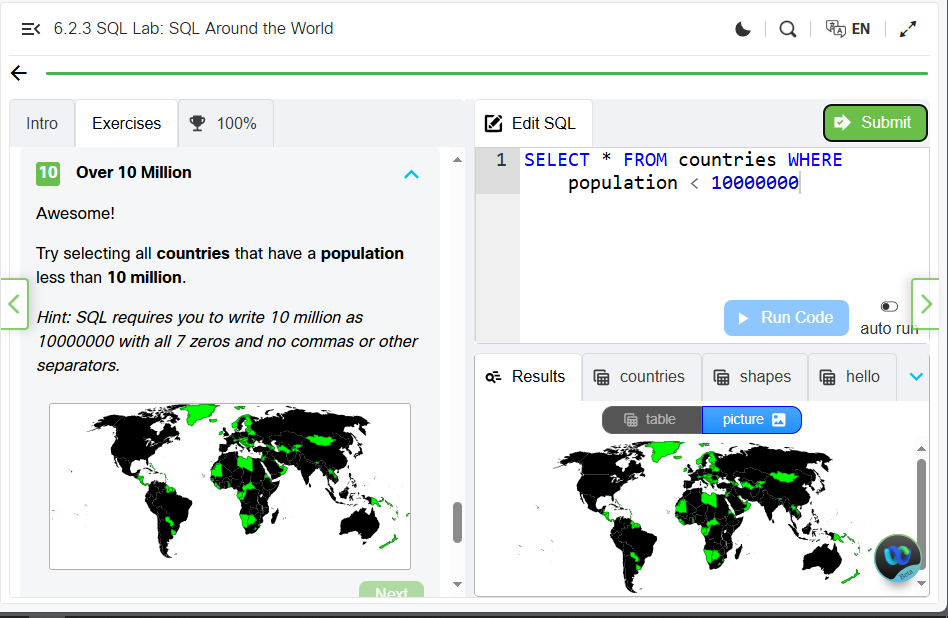 6.2.3 SQL Lab: SQL Around the World
EN
Intro
Exercises
100%
10 Over 10 Million
Awesome!
Try selecting all countries that have a population
less than 10 million.
Hint: SQL requires you to write 10 million as
10000000 with all 7 zeros and no commas or other
separators.
Next
Edit SQL
Submit
1 SELECT * FROM countries WHERE
population < 10000000
Run Code
auto run
Results
countries
shapes
hello
table
picture
Beta